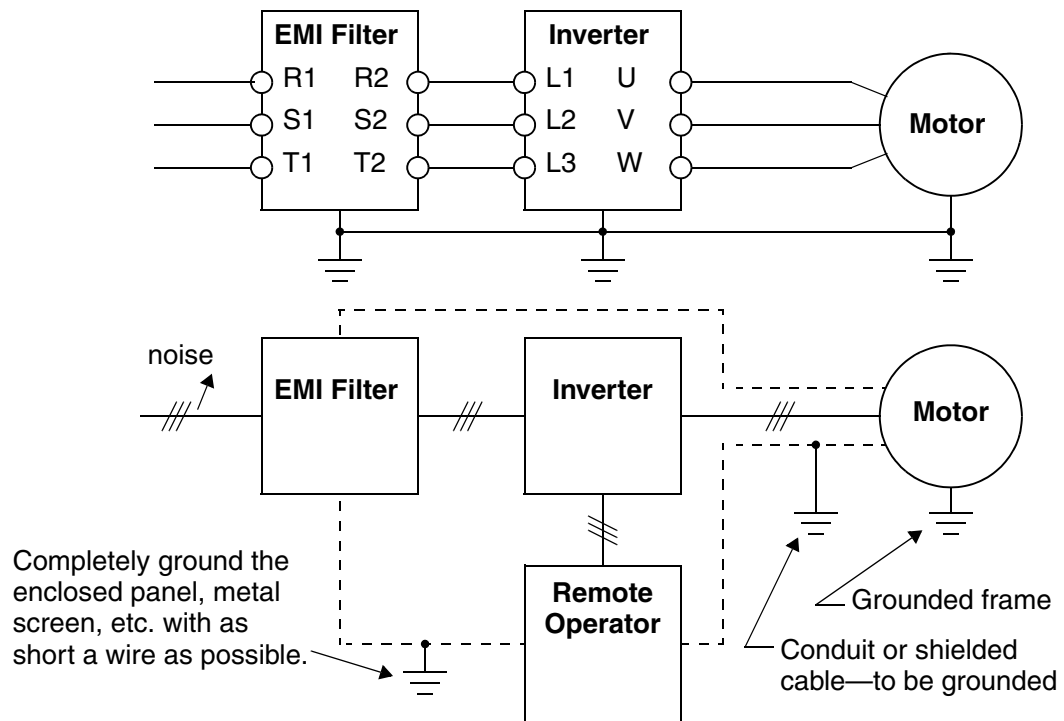 EMI Filter
Inverter
R1 R2
L1 U
S1 S2
L2 V
Motor
T1 T2
L3 W
noise
EMI Filter
Inverter
Motor
Completely ground the
enclosed panel, metal
screen, etc. with as
short a wire as possible.
Remote
Operator
Grounded frame
Conduit or shielded
cable—to be grounded